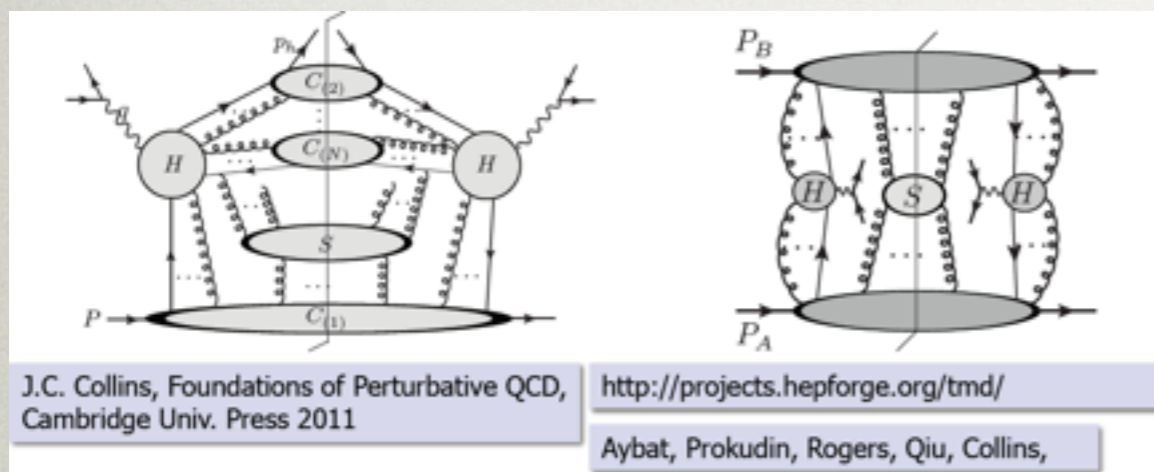 p_h
C_(2)
C_(N)
H
H
S
C_(1)
P
P_B
H
S
H
P_A
J.C. Collins, Foundations of Perturbative QCD,
Cambridge Univ. Press 2011
http://projects.hepforge.org/tmd/
Aybat, Prokudin, Rogers, Qiu, Collins,